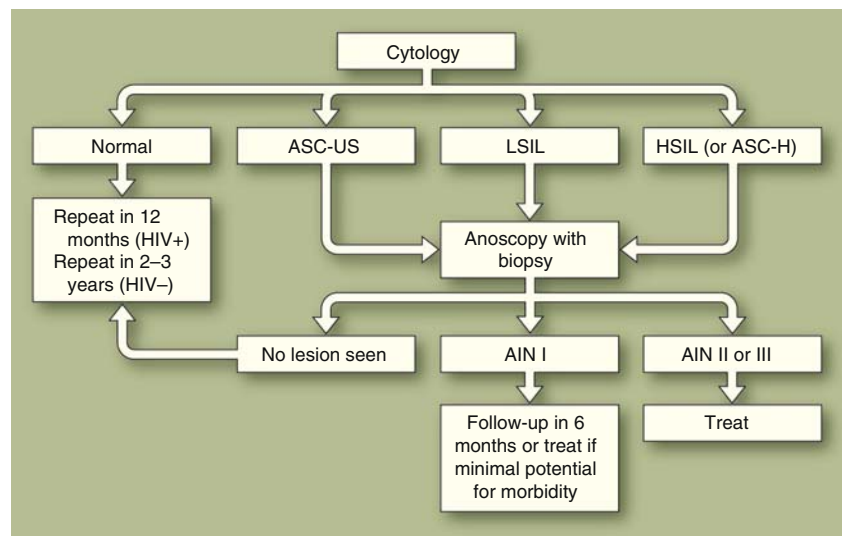 Cytology
Normal
ASC-US
LSIL
HSIL (or ASC-H)
Repeat in 12
months (HIV+)
Repeat in 2–3
years (HIV–)
Anoscopy with
biopsy
No lesion seen
AIN I
AIN II or III
Follow-up in 6
months or treat if
minimal potential
for morbidity
Treat